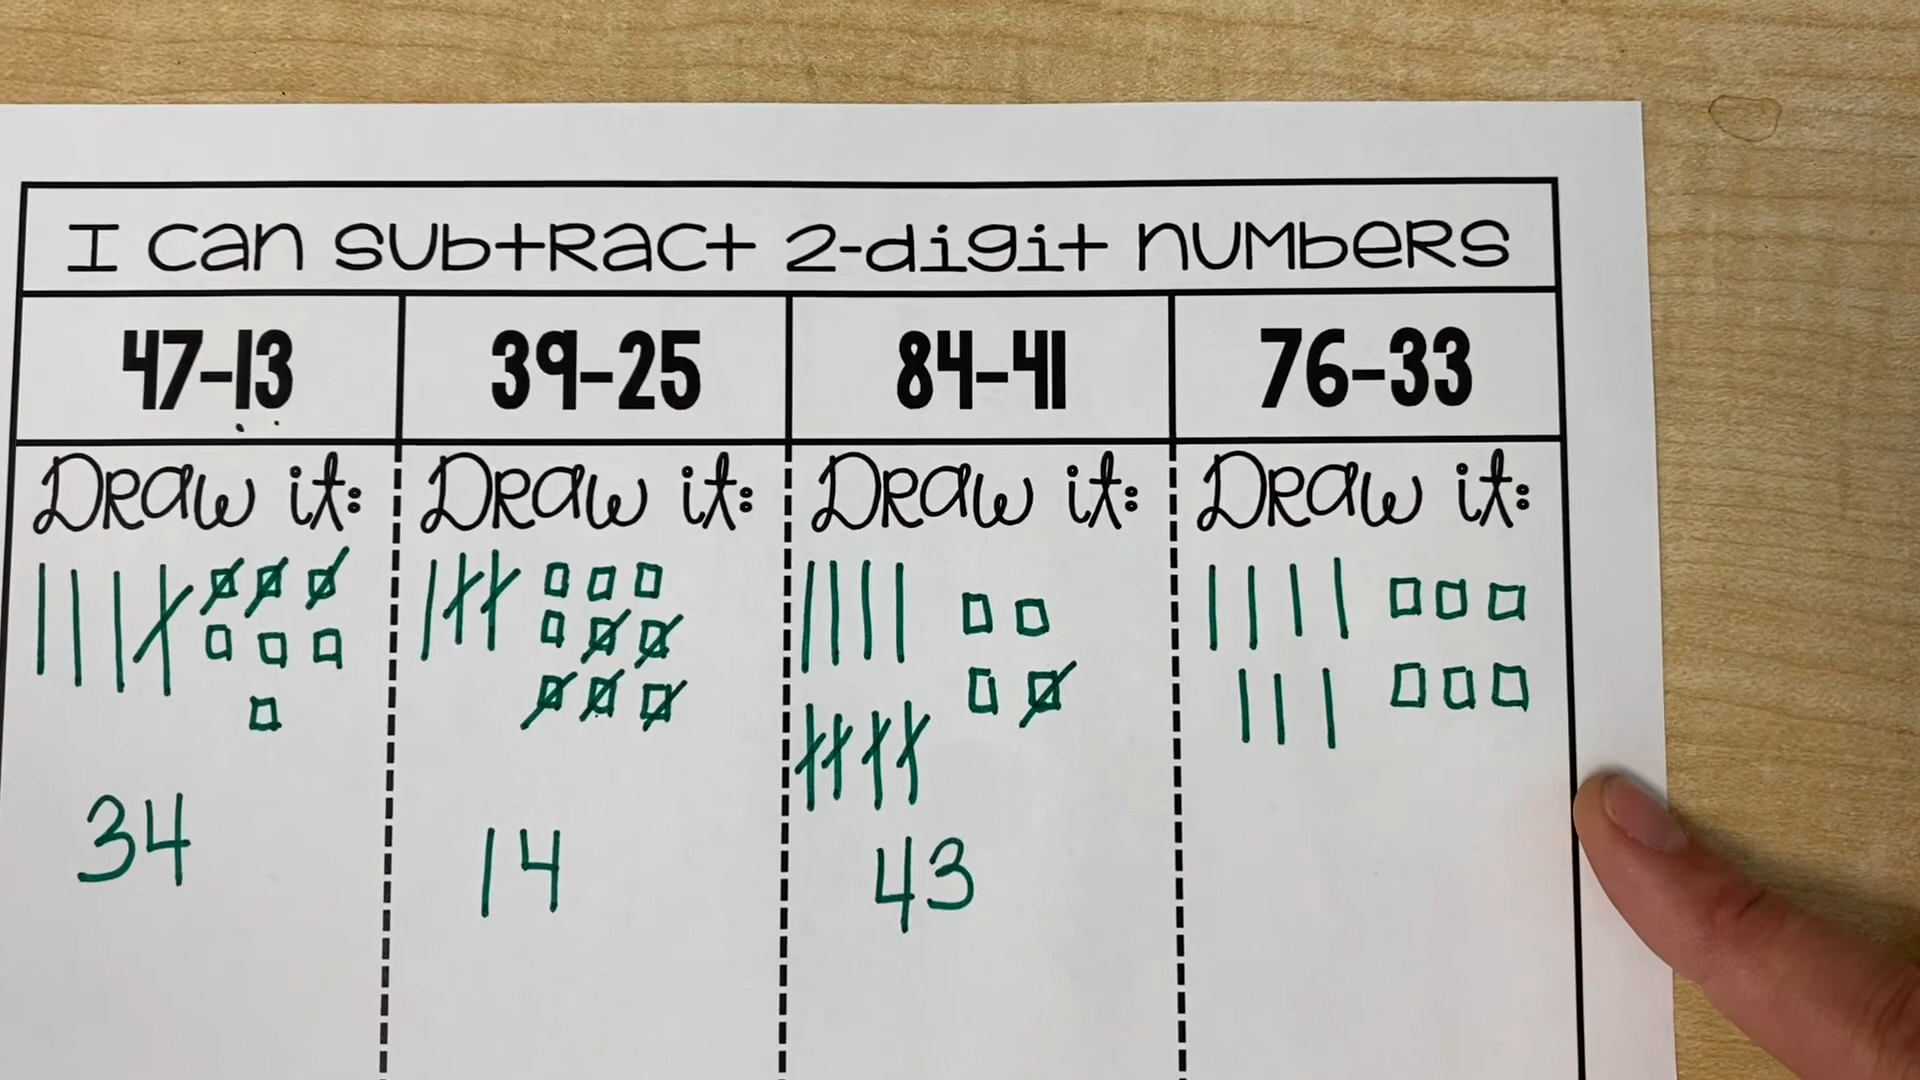 I can subtract 2-digit numbers
47-13 39-25 84-41 76-33
Draw it: Draw it: Draw it: Draw it:
34 14 43